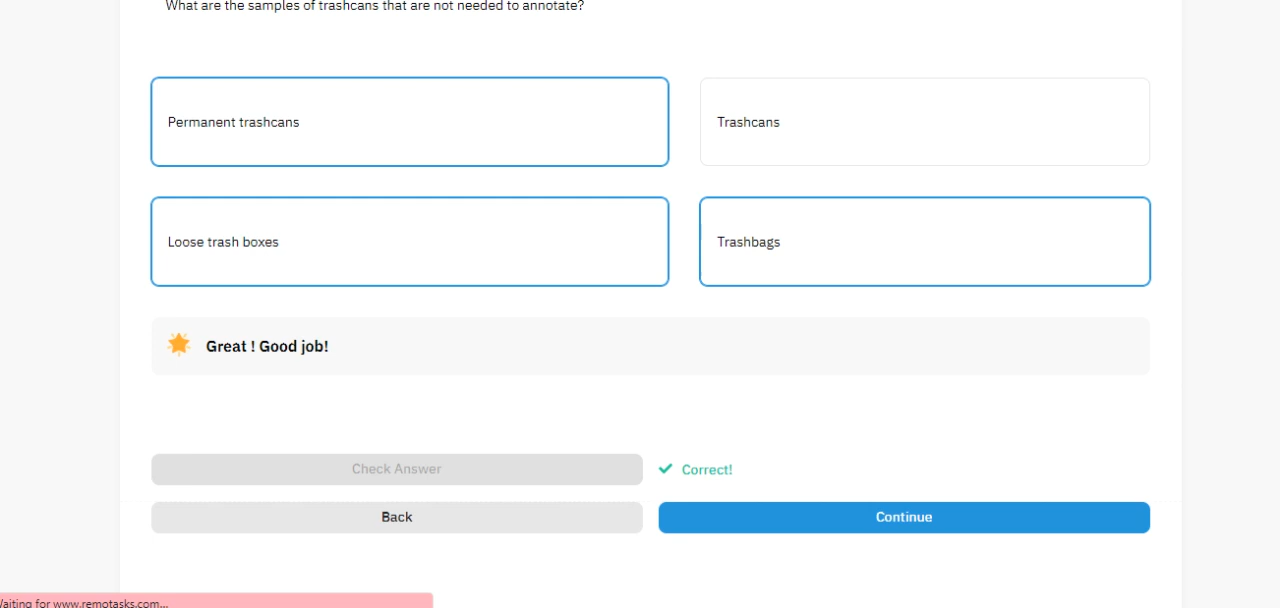 What are the samples of trashcans that are not needed to annotate?
Permanent trashcans
Trashcans
Loose trash boxes
Trashbags
Great ! Good job!
Check Answer
Correct!
Back
Continue
for www.remotasks.com...